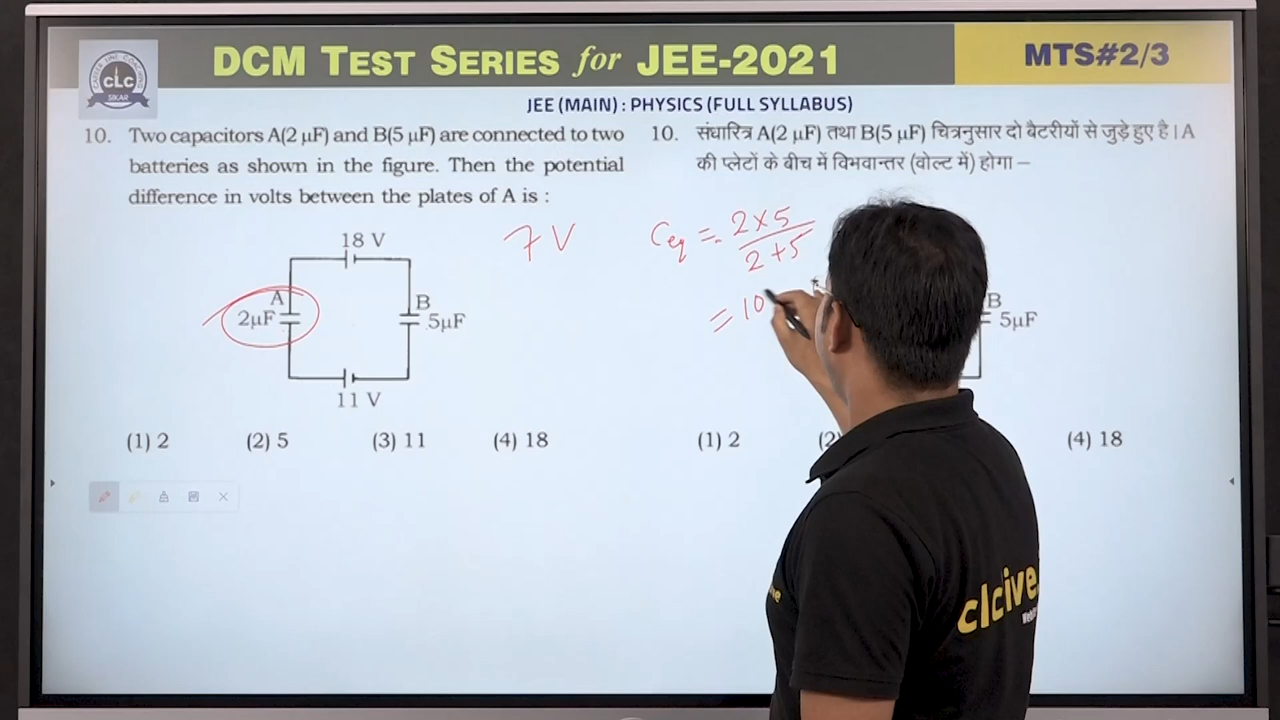 DCM TEST SERIES for JEE-2021
MTS#2/3
CLC
SIKAR
JEE (MAIN) : PHYSICS (FULL SYLLABUS)
10. Two capacitors A(2 μF) and B(5 μF) are connected to two
batteries as shown in the figure. Then the potential
difference in volts between the plates of A is :
18 V
A
2μF
B
5μF
11 V
(1) 2 (2) 5 (3) 11 (4) 18
7 V
10. संधारित्र A(2 μF) तथा B(5 μF) चित्रनुसार दो बैटरीयों से जुड़े हुए है। A
की प्लेटों के बीच में विभवान्तर (वोल्ट में) होगा –
Ceq = 2 × 5
2 + 5
= 10
B
5μF
(1) 2 (2) (4) 18
clcive.